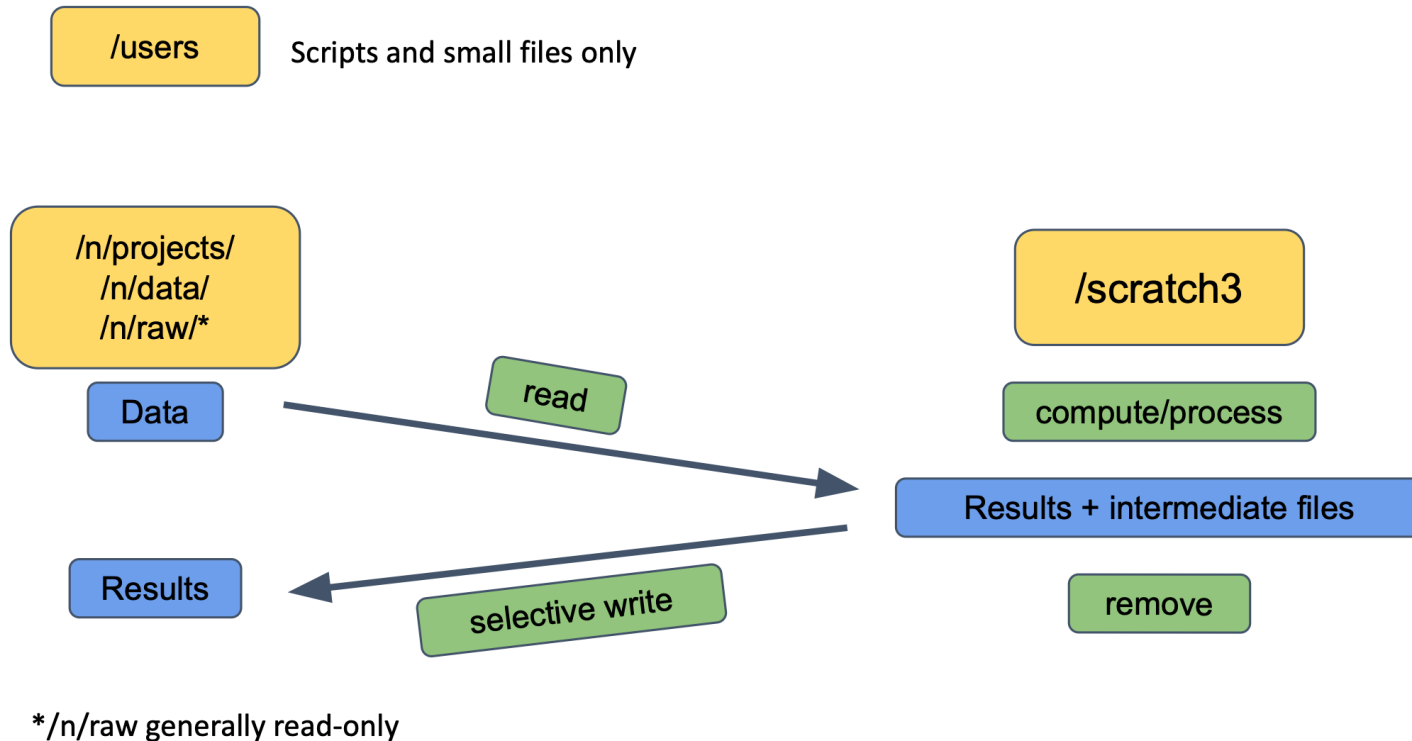 /users
Scripts and small files only
/n/projects/
/n/data/
/n/raw/*
/scratch3
read
Data
compute/process
Results + intermediate files
Results
selective write
remove
*/n/raw generally read-only